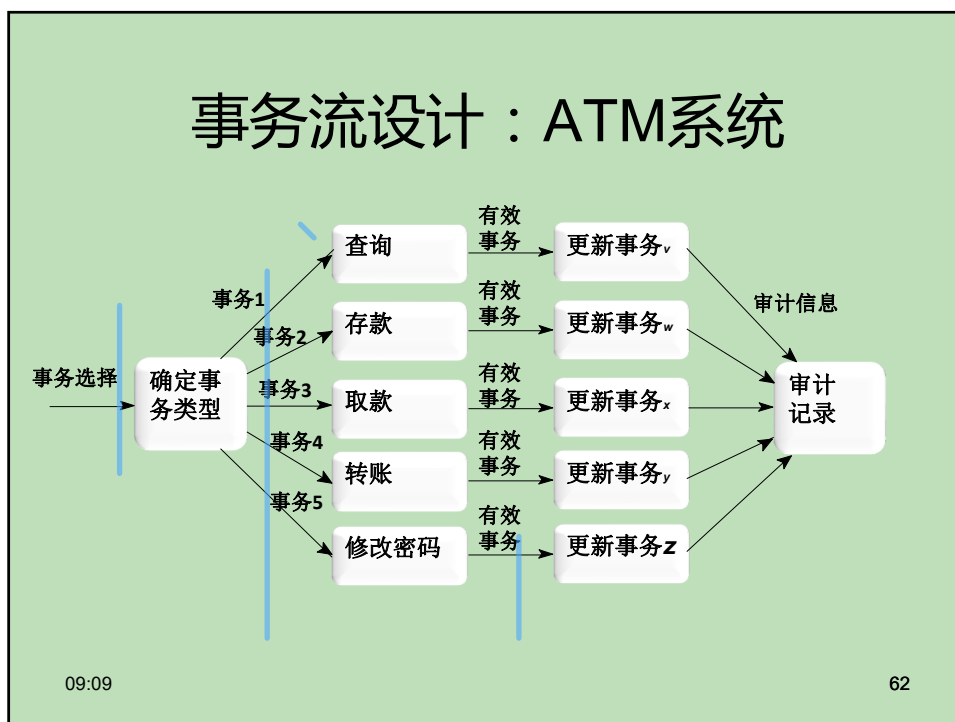 事务流设计：ATM系统
事务选择
确定事
务类型
事务1
事务2
事务3
事务4
事务5
查询
存款
取款
转账
修改密码
有效
事务
有效
事务
有效
事务
有效
事务
有效
事务
更新事务v
更新事务w
更新事务x
更新事务y
更新事务Z
审计信息
审计
记录
09:09
62